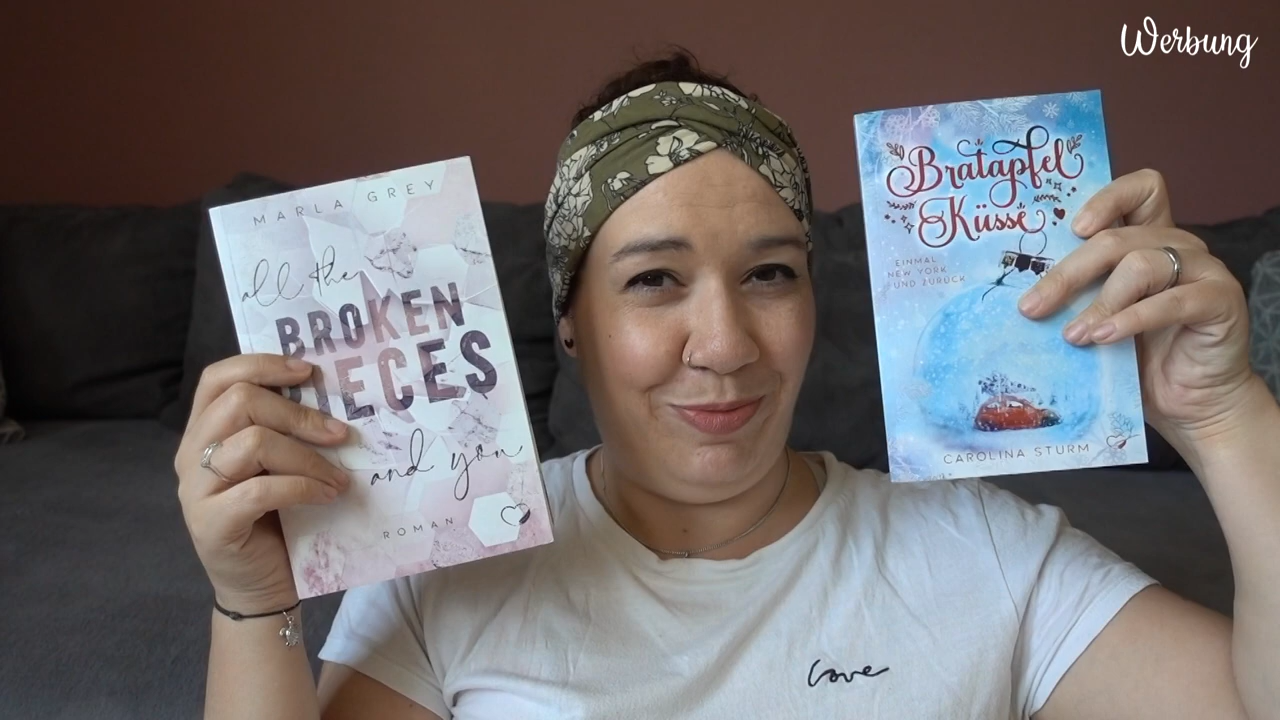 Werbung
MARLA GREY
all the
BROKEN
PIECES
and you
ROMAN
Bratapfel
Küsse
EINMAL
NEW YORK
UND ZURÜCK
CAROLINA STURM
Love